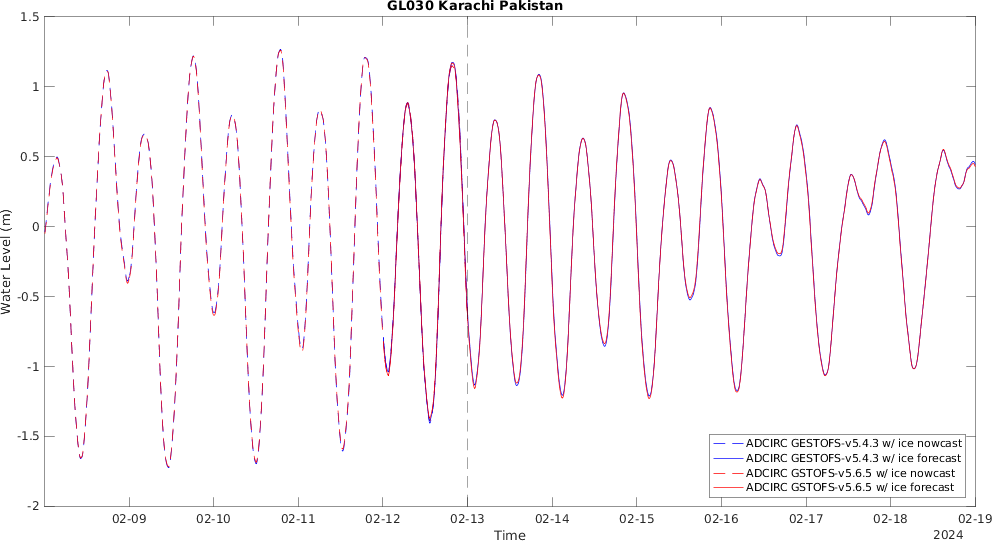 GL030 Karachi Pakistan
1.5
1
0.5
0
-0.5
-1
-1.5
-2
Water Level (m)
ADCIRC GESTOFS-v5.4.3 w/ ice nowcast
ADCIRC GESTOFS-v5.4.3 w/ ice forecast
ADCIRC GSTOFS-v5.6.5 w/ ice nowcast
ADCIRC GSTOFS-v5.6.5 w/ ice forecast
02-09 02-10 02-11 02-12 02-13 02-14 02-15 02-16 02-17 02-18 02-19
Time
2024